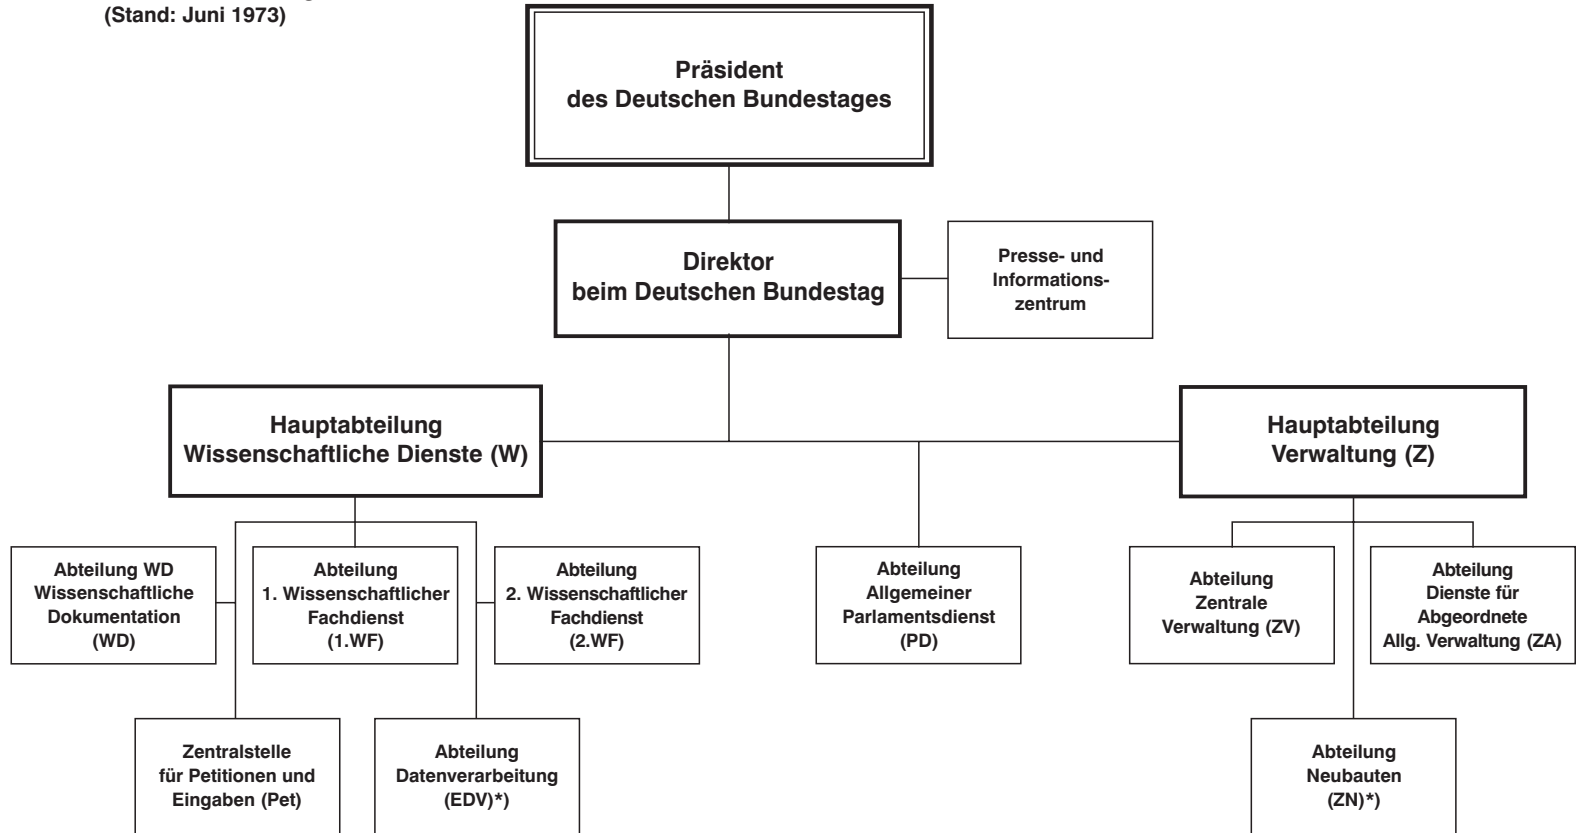 (Stand: Juni 1973)
Präsident
des Deutschen Bundestages
Direktor
beim Deutschen Bundestag
Presse- und
Informations-
zentrum
Hauptabteilung
Wissenschaftliche Dienste (W)
Hauptabteilung
Verwaltung (Z)
Abteilung WD
Wissenschaftliche
Dokumentation
(WD)
Abteilung
1. Wissenschaftlicher
Fachdienst
(1.WF)
Abteilung
2. Wissenschaftlicher
Fachdienst
(2.WF)
Abteilung
Allgemeiner
Parlamentsdienst
(PD)
Abteilung
Zentrale
Verwaltung (ZV)
Abteilung
Dienste für
Abgeordnete
Allg. Verwaltung (ZA)
Zentralstelle
für Petitionen und
Eingaben (Pet)
Abteilung
Datenverarbeitung
(EDV)*)
Abteilung
Neubauten
(ZN)*)